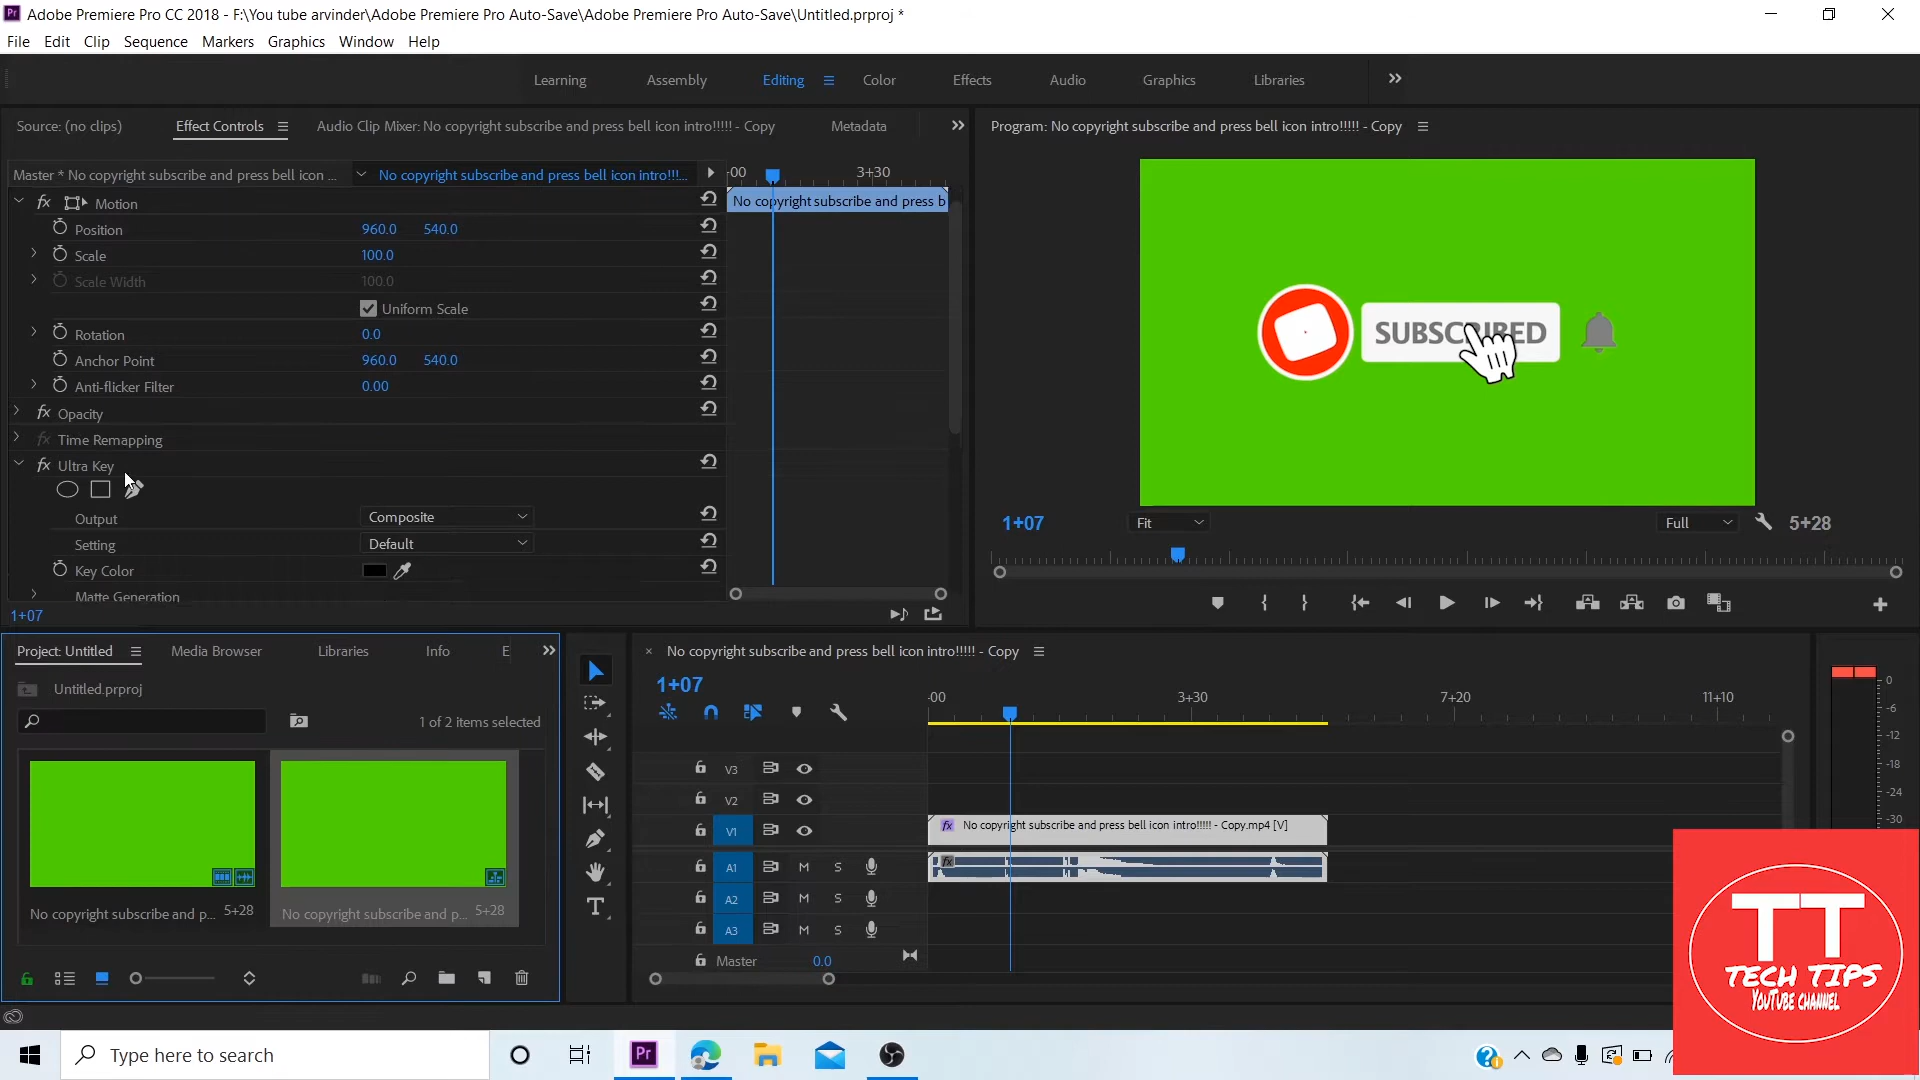 Adobe Premiere Pro CC 2018 - F:\You tube arvinder\Adobe Premiere Pro Auto-Save\Adobe Premiere Pro Auto-Save\Untitled.prproj *
File Edit Clip Sequence Markers Graphics Window Help
Learning Assembly Editing Color Effects Audio Graphics Libraries
Source: (no clips) Effect Controls Audio Clip Mixer: No copyright subscribe and press bell icon intro!!!!! - Copy Metadata
Program: No copyright subscribe and press bell icon intro!!!!! - Copy
Master * No copyright subscribe and press bell icon ... No copyright subscribe and press bell icon intro!!!... :00 3+30
fx Motion
No copyright subscribe and press b
Position 960.0 540.0
Scale 100.0
Scale Width 100.0
Uniform Scale
Rotation 0.0
Anchor Point 960.0 540.0
Anti-flicker Filter 0.00
fx Opacity
fx Time Remapping
fx Ultra Key
Output Composite
Setting Default
Key Color
Matte Generation
1+07
SUBSCRIBED
1+07 Fit Full 5+28
Project: Untitled Media Browser Libraries Info E
Untitled.prproj
1 of 2 items selected
No copyright subscribe and p... 5+28
No copyright subscribe and p... 5+28
No copyright subscribe and press bell icon intro!!!!! - Copy
1+07
:00 3+30 7+20 11+10
V3
V2
V1 fx No copyright subscribe and press bell icon intro!!!!! - Copy.mp4 [V]
A1 M S fx
A2 M S
A3 M S
Master 0.0
0
-6
-12
-18
-24
-30
TT
TECH TIPS
YouTube CHANNEL
Type here to search
Pr